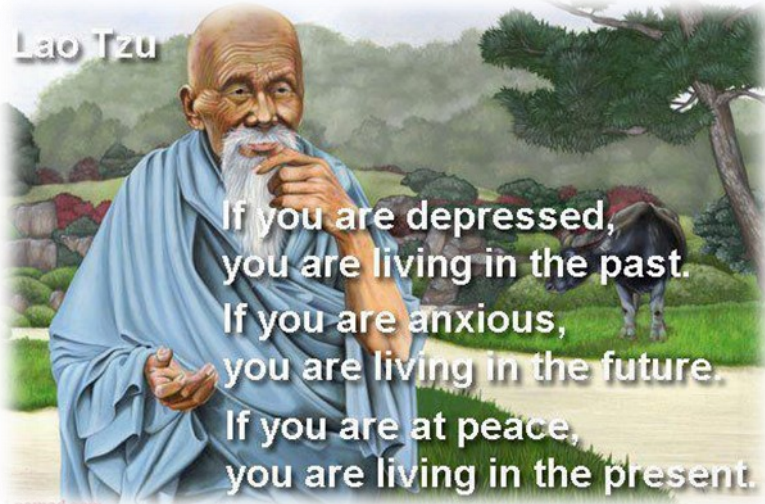 Lao Tzu
If you are depressed,
you are living in the past.
If you are anxious,
you are living in the future.
If you are at peace,
you are living in the present.